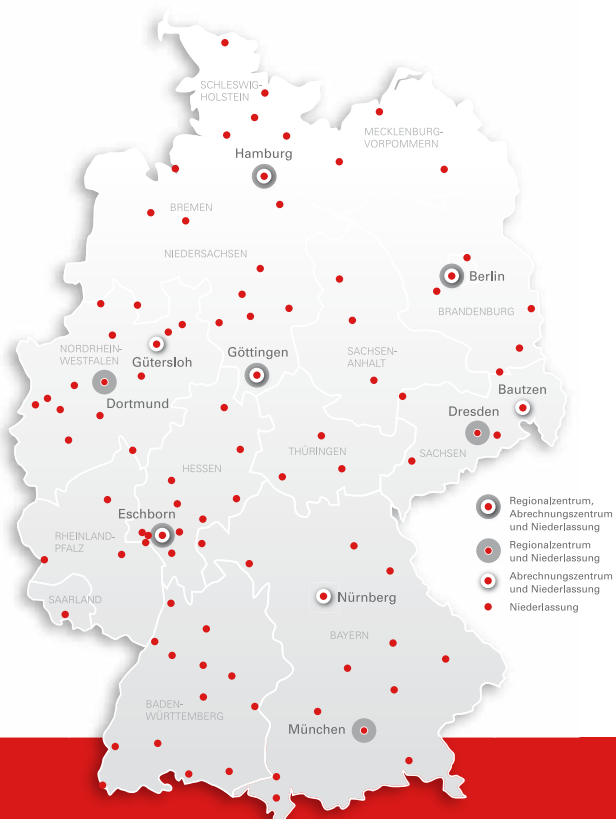 SCHLESWIG-
HOLSTEIN
MECKLENBURG-
VORPOMMERN
Hamburg
BREMEN
NIEDERSACHSEN
Berlin
BRANDENBURG
NORDRHEIN-
WESTFALEN
Gütersloh
Göttingen
SACHSEN-
ANHALT
Dortmund
Bautzen
Dresden
HESSEN
THÜRINGEN
SACHSEN
Eschborn
RHEINLAND-
PFALZ
SAARLAND
Nürnberg
BAYERN
BADEN-
WÜRTTEMBERG
München
Regionalzentrum,
Abrechnungszentrum
und Niederlassung
Regionalzentrum
und Niederlassung
Abrechnungszentrum
und Niederlassung
Niederlassung